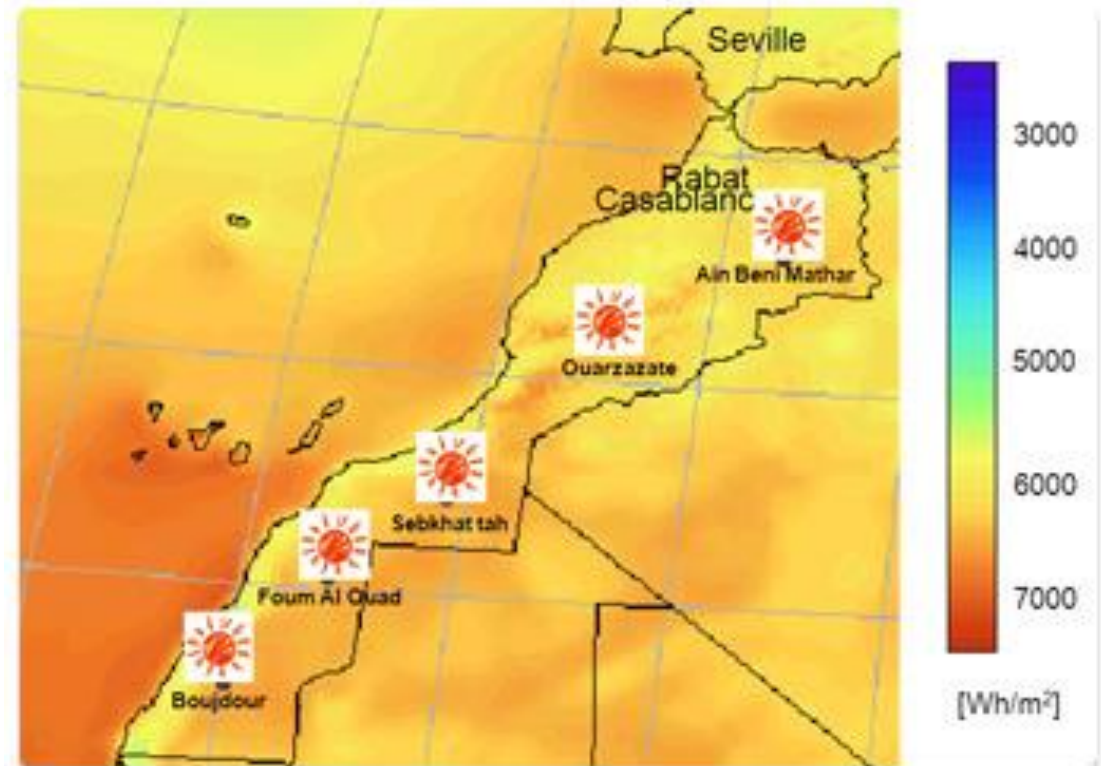 Seville
Rabat
Casablanc
Ain Beni Mathar
Ouarzazate
Sebkhat tah
Foum Al Quad
Boujdour
3000
4000
5000
6000
7000
[Wh/m²]